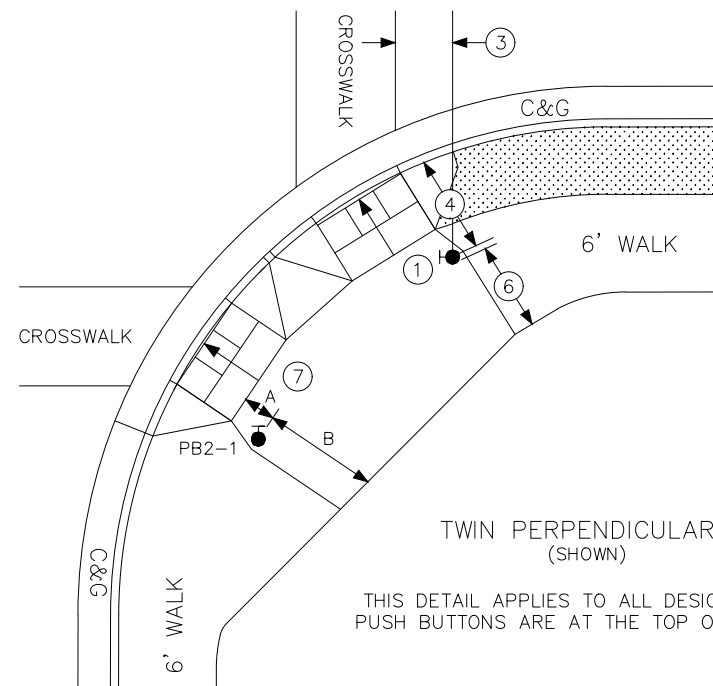 CROSSWALK
3
C&G
4
6' WALK
1
6
CROSSWALK
7
A
B
PB2-1
TWIN PERPENDICULAR
(SHOWN)
C&G
6' WALK
THIS DETAIL APPLIES TO ALL DESIG
PUSH BUTTONS ARE AT THE TOP O